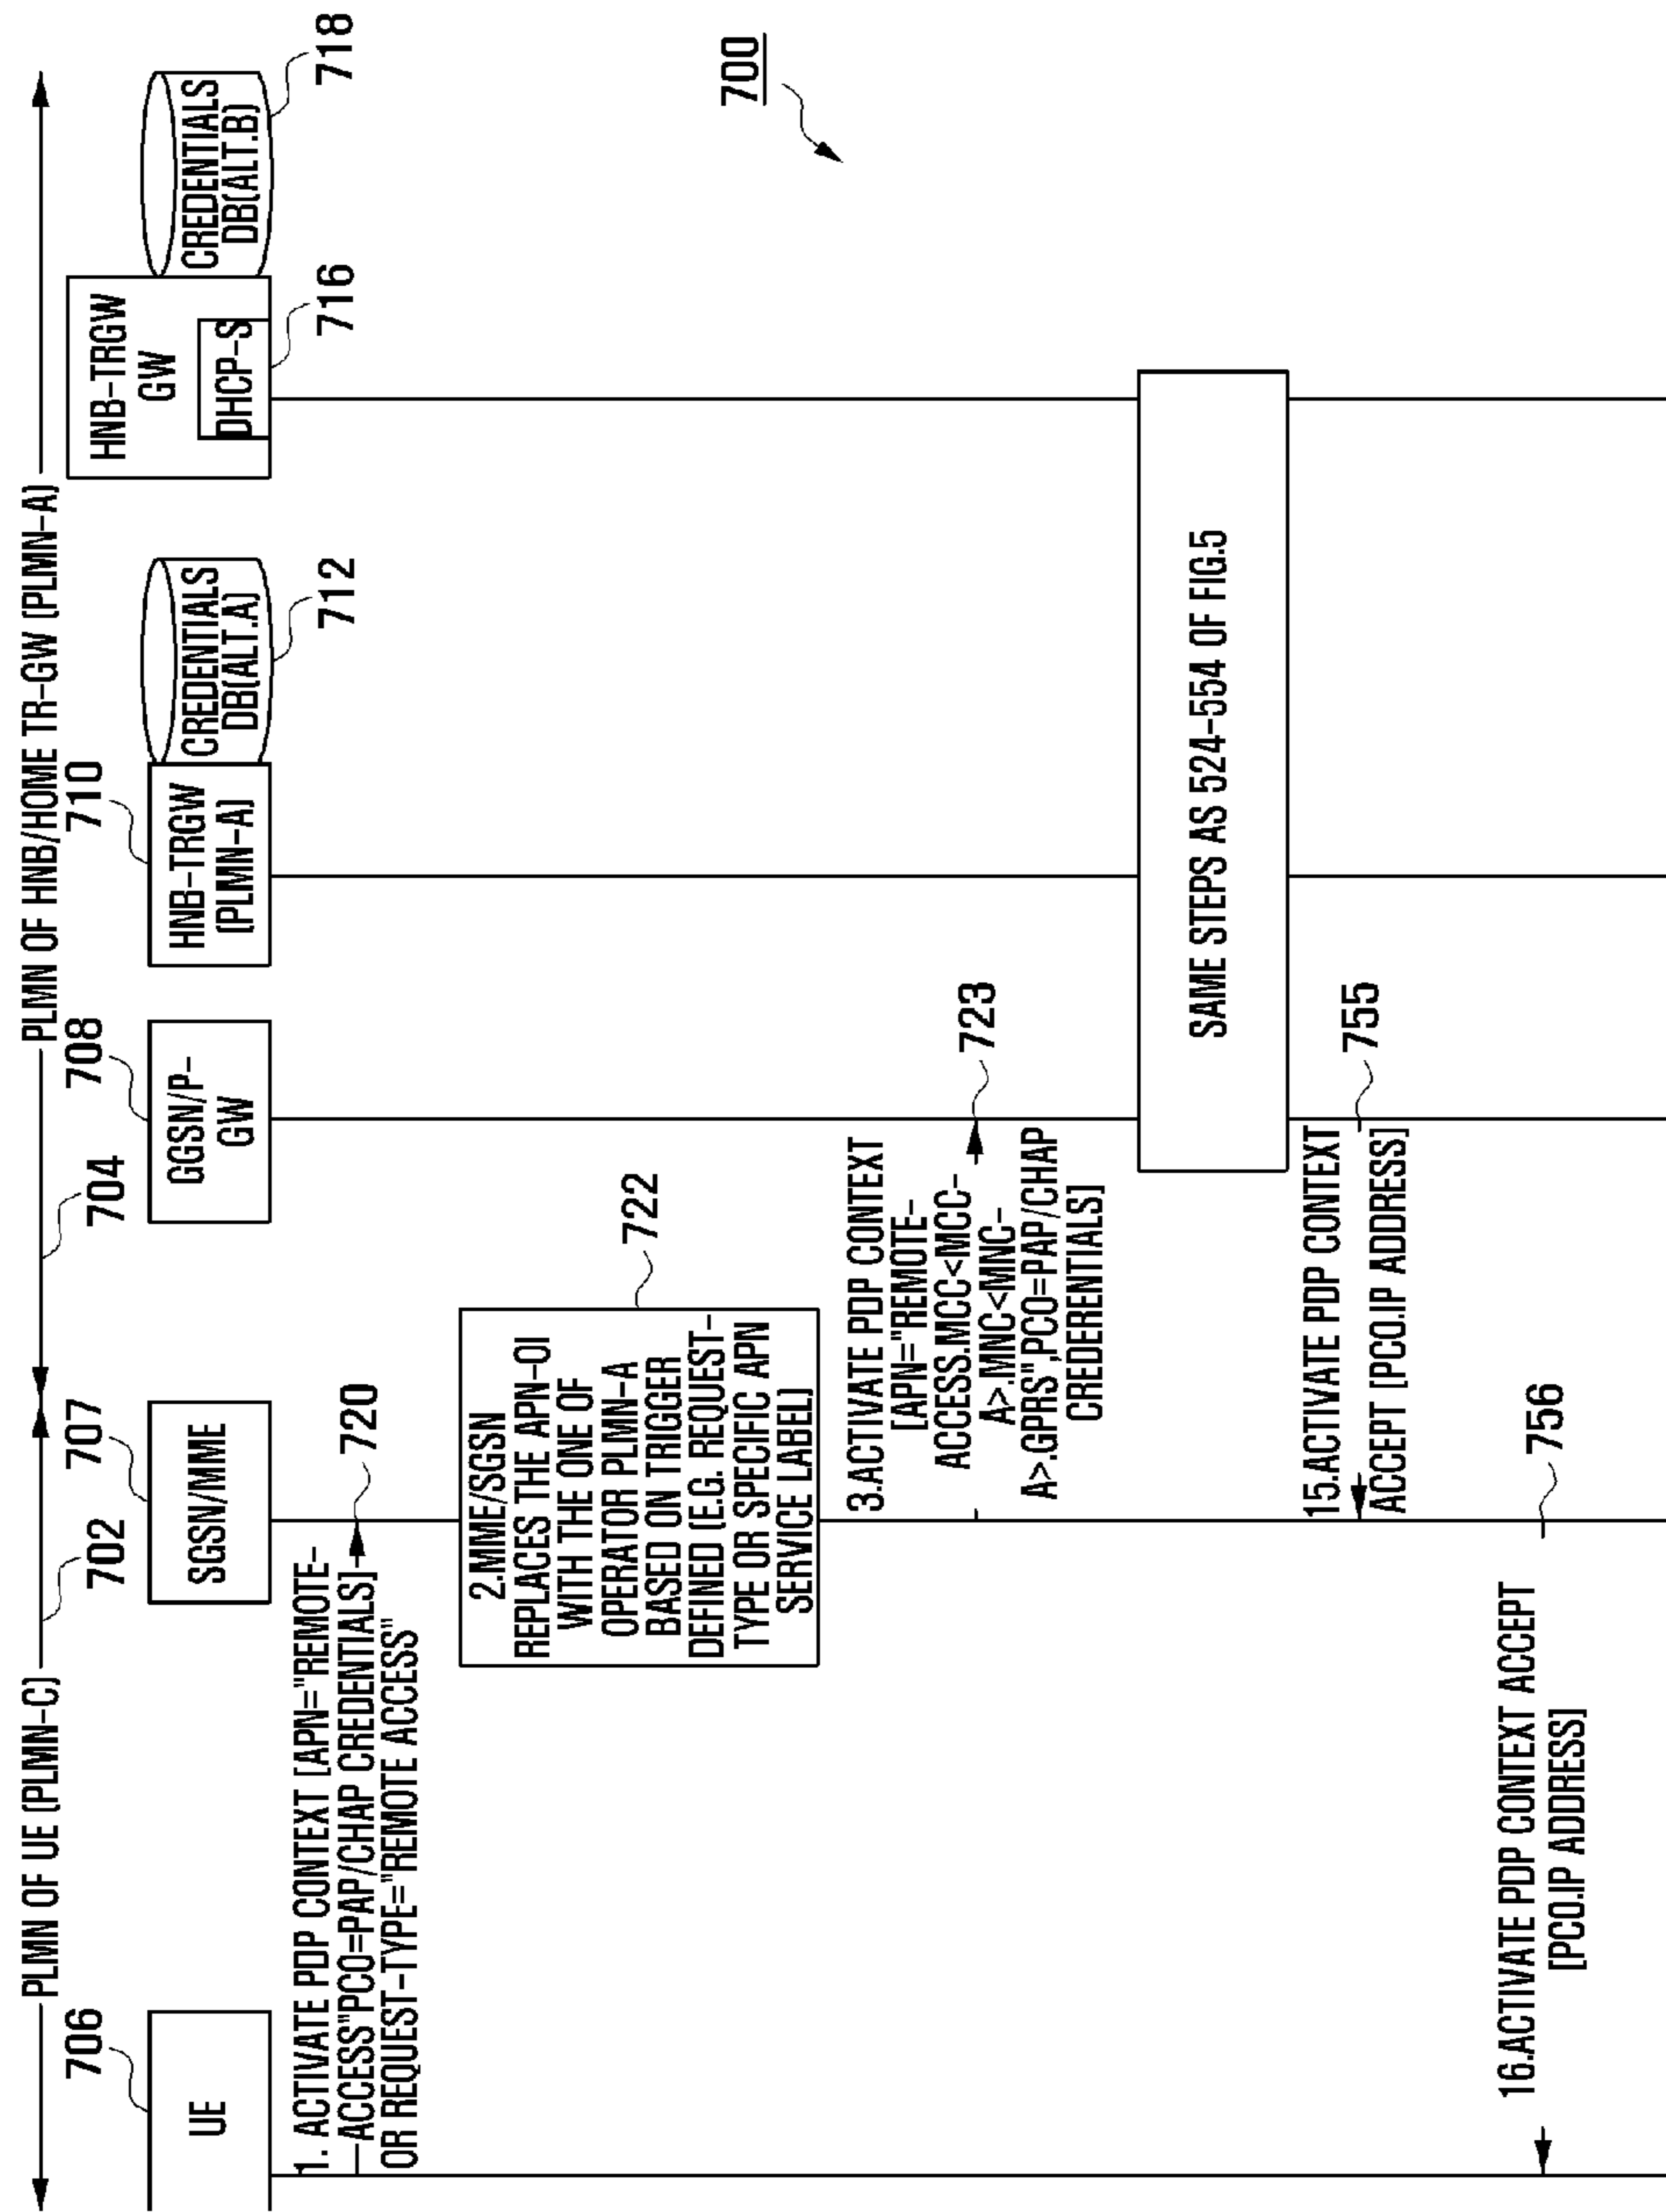 PLMN OF UE (PLMN-C)
PLMN OF HNB/HOME TR-GW (PLMN-A)
702
704
706
707
708
710
UE
SGSN/MME
GGSN/P-
GW
HNB-TRGW
(PLMN-A)
CREDENTIALS
DB(ALT.A)
712
HNB-TRGW
GW
DHCP-S
716
CREDENTIALS
DB(ALT.B)
718
1. ACTIVATE PDP CONTEXT [APN="REMOTE-
ACCESS"PCO=PAP/CHAP CREDENTIALS]
OR REQUEST-TYPE="REMOTE ACCESS"
720
2.MME/SGSN
REPLACES THE APN-OI
WITH THE ONE OF
OPERATOR PLMN-A
BASED ON TRIGGER
DEFINED (E.G. REQUEST-
TYPE OR SPECIFIC APN
SERVICE LABEL)
722
700
3.ACTIVATE PDP CONTEXT
[APN="REMOTE-
ACCESS.MCC<MCC-
A>.MNC<MNC-
A>.GPRS",PCO=PAP/CHAP
CREDERENTIALS]
723
SAME STEPS AS 524-554 OF FIG.5
15.ACTIVATE PDP CONTEXT
ACCEPT [PCO.IP ADDRESS]
755
16.ACTIVATE PDP CONTEXT ACCEPT
[PCO.IP ADDRESS]
756